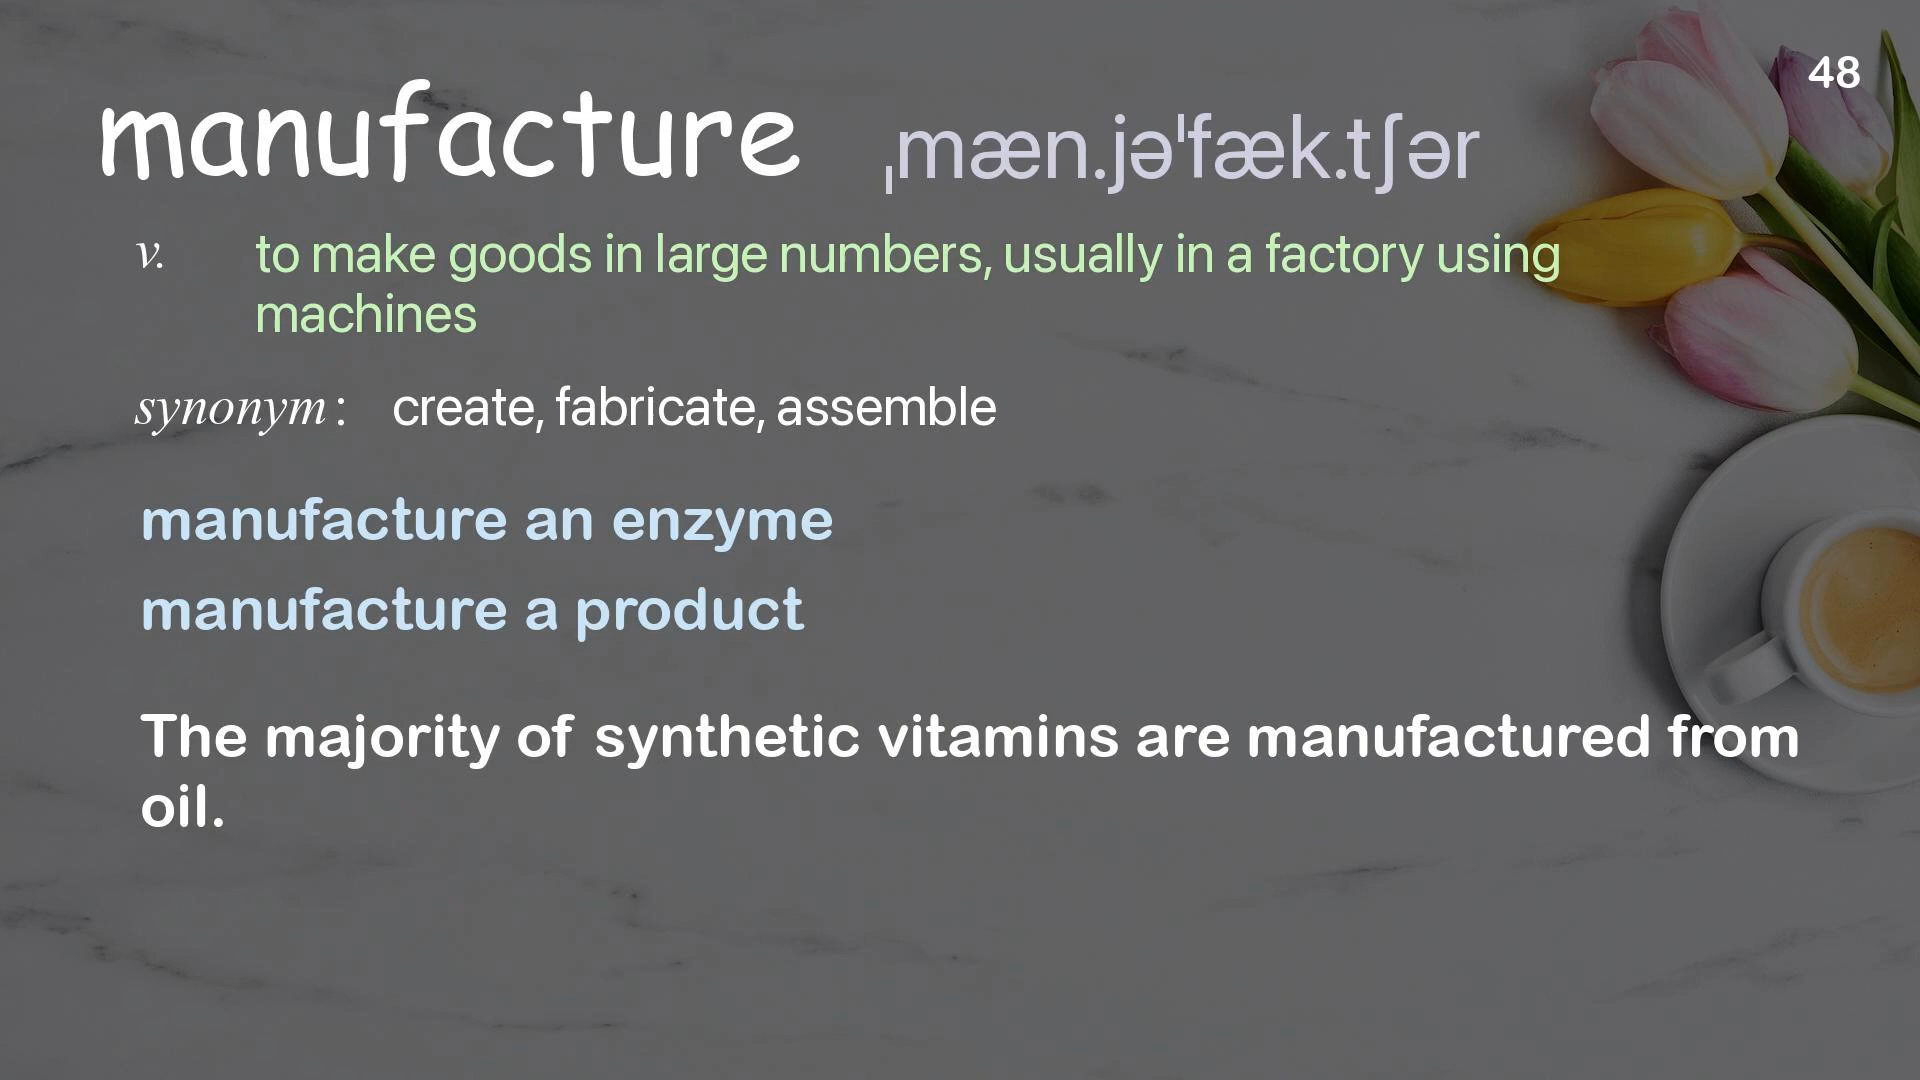 48
manufacture ˌmæn.jəˈfæk.tʃər
v. to make goods in large numbers, usually in a factory using
machines
synonym: create, fabricate, assemble
manufacture an enzyme
manufacture a product
The majority of synthetic vitamins are manufactured from
oil.